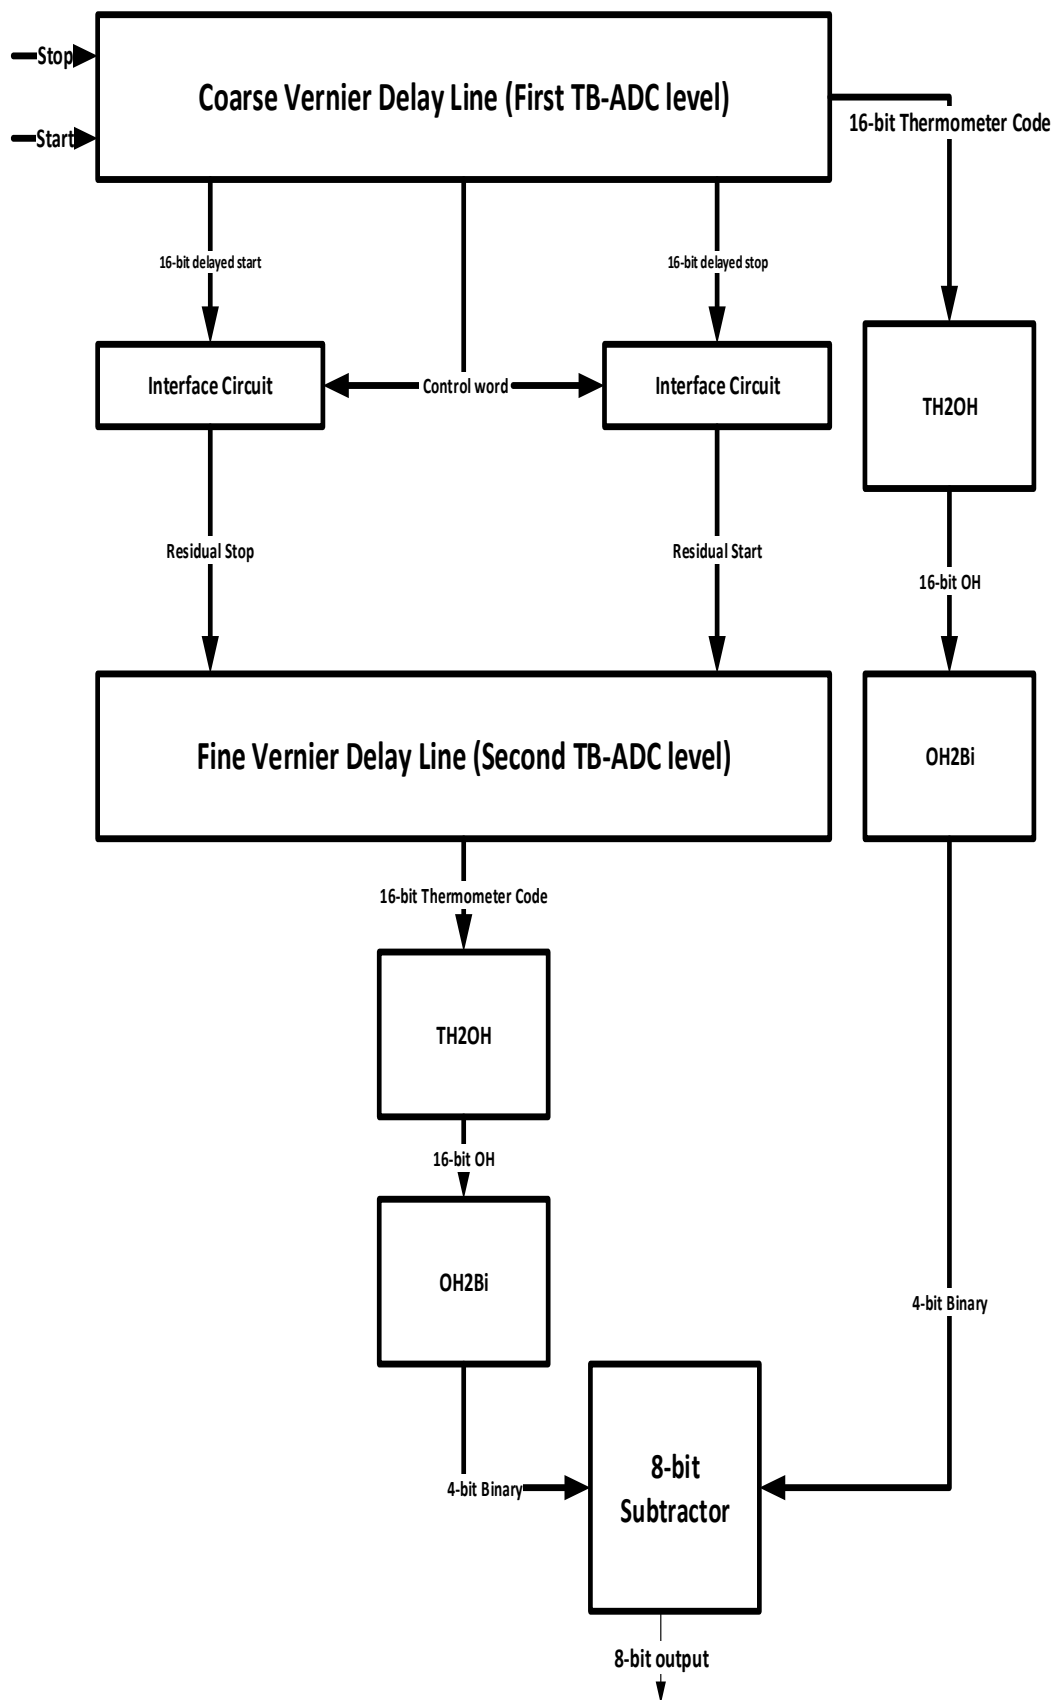 Stop
Coarse Vernier Delay Line (First TB-ADC level)
Start
16-bit Thermometer Code
16-bit delayed start
16-bit delayed stop
Interface Circuit
Control word
Interface Circuit
TH2OH
Residual Stop
Residual Start
16-bit OH
Fine Vernier Delay Line (Second TB-ADC level)
OH2Bi
16-bit Thermometer Code
TH2OH
16-bit OH
OH2Bi
4-bit Binary
8-bit
Subtractor
4-bit Binary
8-bit output